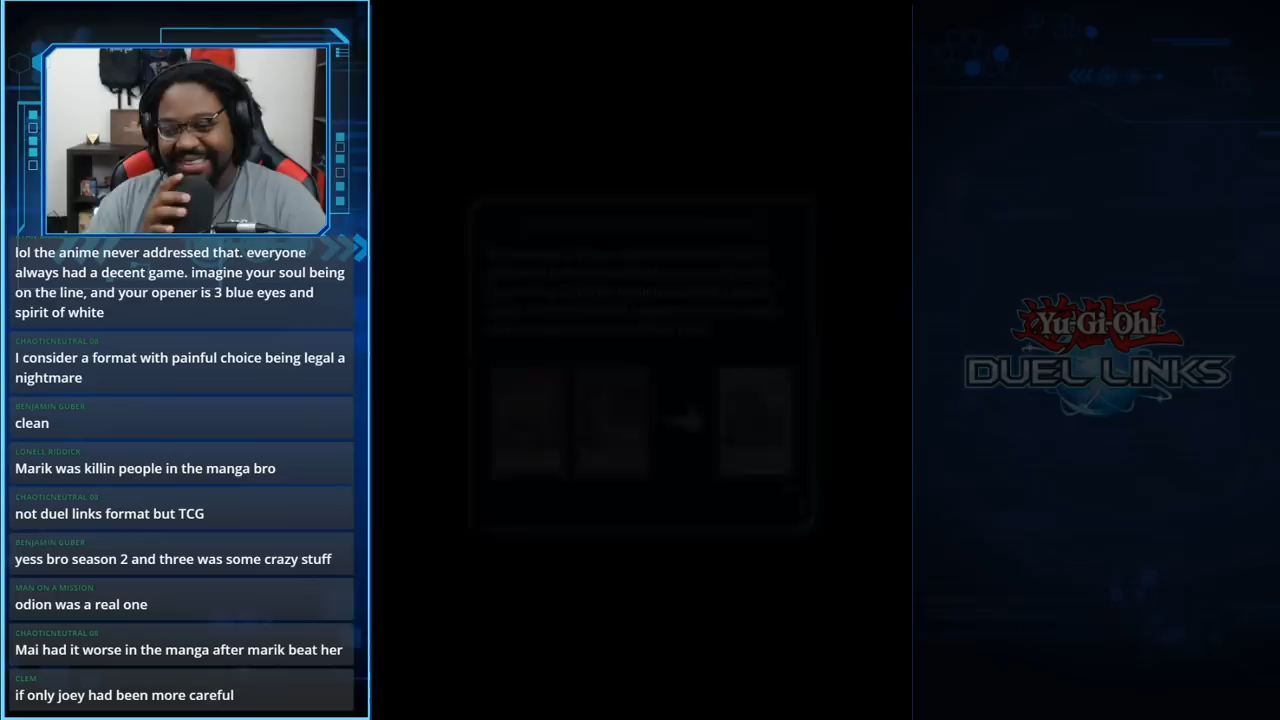 lol the anime never addressed that. everyone
always had a decent game. imagine your soul being
on the line, and your opener is 3 blue eyes and
spirit of white
CHAOTICNEUTRAL 08
I consider a format with painful choice being legal a
nightmare
BENJAMIN GUBER
clean
LONELL RIDDICK
Marik was killin people in the manga bro
CHAOTICNEUTRAL 08
not duel links format but TCG
BENJAMIN GUBER
yess bro season 2 and three was some crazy stuff
MAN ON A MISSION
odion was a real one
CHAOTICNEUTRAL 08
Mai had it worse in the manga after marik beat her
CLEM
if only joey had been more careful
Yu-Gi-Oh!
DUEL LINKS